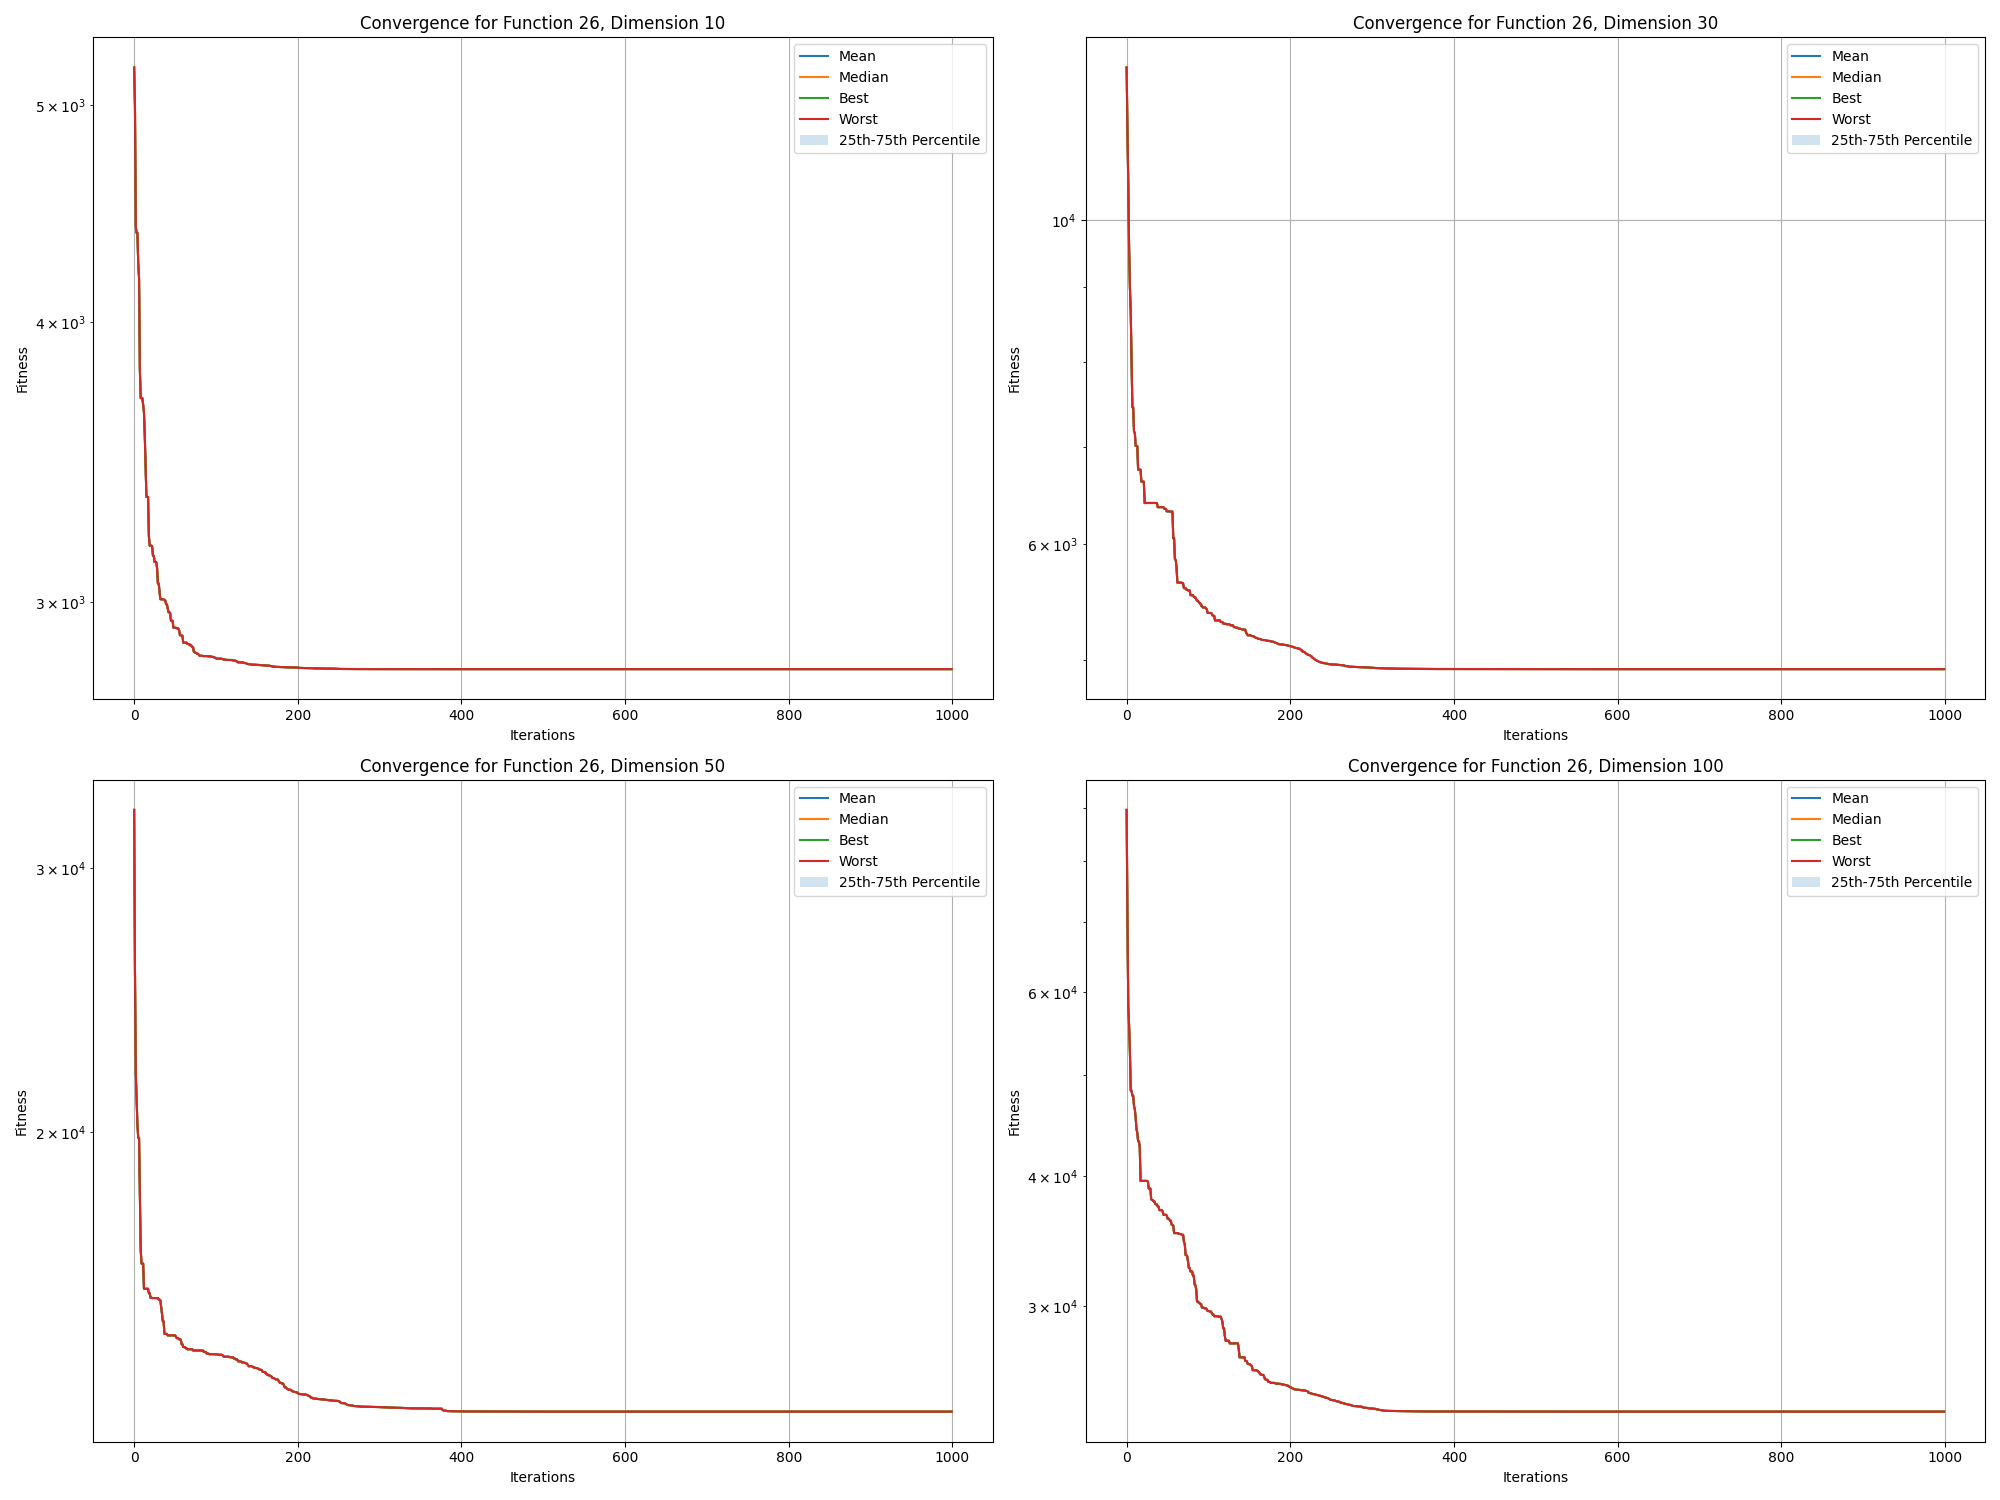 Convergence for Function 26, Dimension 10
Fitness
5 × 10³
4 × 10³
3 × 10³
Mean
Median
Best
Worst
25th-75th Percentile
0 200 400 600 800 1000
Iterations
Convergence for Function 26, Dimension 30
Fitness
10⁴
6 × 10³
Mean
Median
Best
Worst
25th-75th Percentile
0 200 400 600 800 1000
Iterations
Convergence for Function 26, Dimension 50
Fitness
3 × 10⁴
2 × 10⁴
Mean
Median
Best
Worst
25th-75th Percentile
0 200 400 600 800 1000
Iterations
Convergence for Function 26, Dimension 100
Fitness
6 × 10⁴
4 × 10⁴
3 × 10⁴
Mean
Median
Best
Worst
25th-75th Percentile
0 200 400 600 800 1000
Iterations